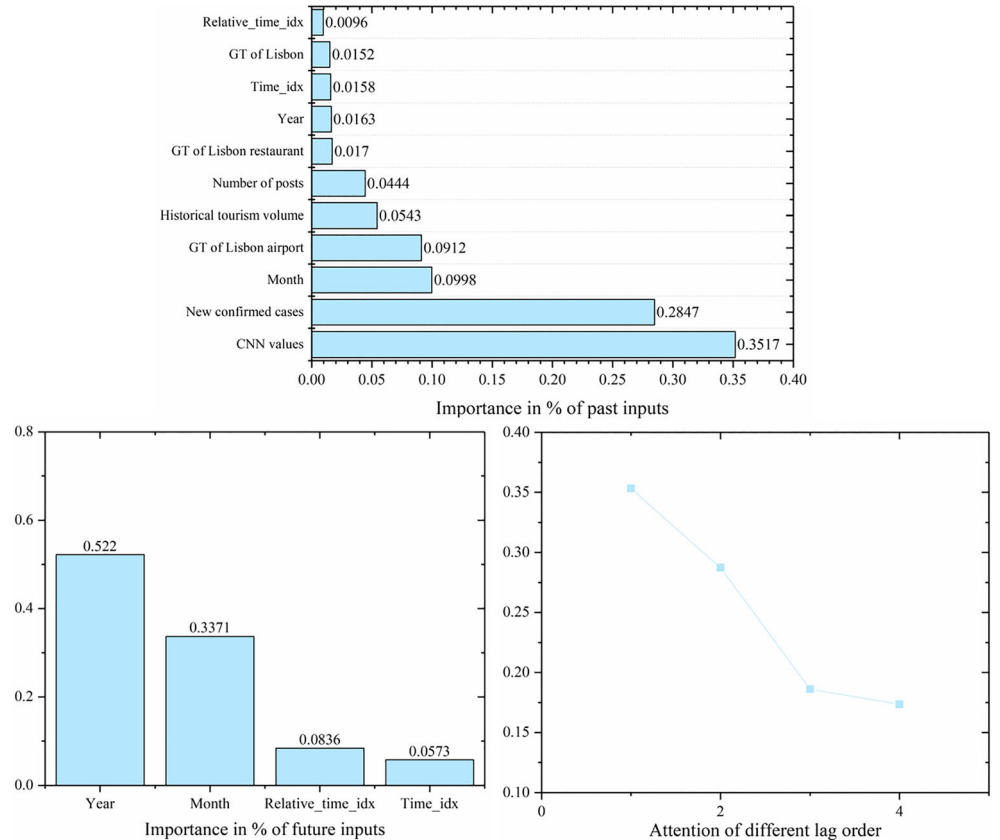 Relative_time_idx 0.0096
GT of Lisbon 0.0152
Time_idx 0.0158
Year 0.0163
GT of Lisbon restaurant 0.017
Number of posts 0.0444
Historical tourism volume 0.0543
GT of Lisbon airport 0.0912
Month 0.0998
New confirmed cases 0.2847
CNN values 0.3517
0.00 0.05 0.10 0.15 0.20 0.25 0.30 0.35 0.40
Importance in % of past inputs
0.8
0.6
0.4
0.2
0.0
0.522
0.3371
0.0836
0.0573
Year Month Relative_time_idx Time_idx
Importance in % of future inputs
0.40
0.35
0.30
0.25
0.20
0.15
0.10
0 2 4
Attention of different lag order